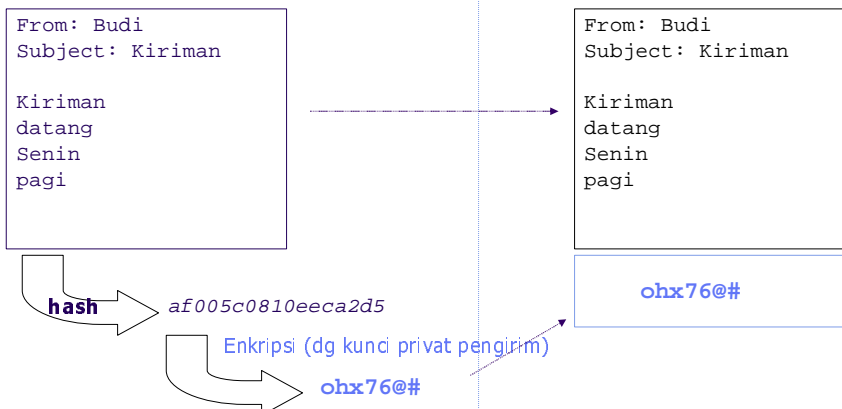 From: Budi
Subject: Kiriman
Kiriman
datang
Senin
pagi
From: Budi
Subject: Kiriman
Kiriman
datang
Senin
pagi
hash
af005c0810eeca2d5
ohx76@#
Enkripsi (dg kunci privat pengirim)
ohx76@#